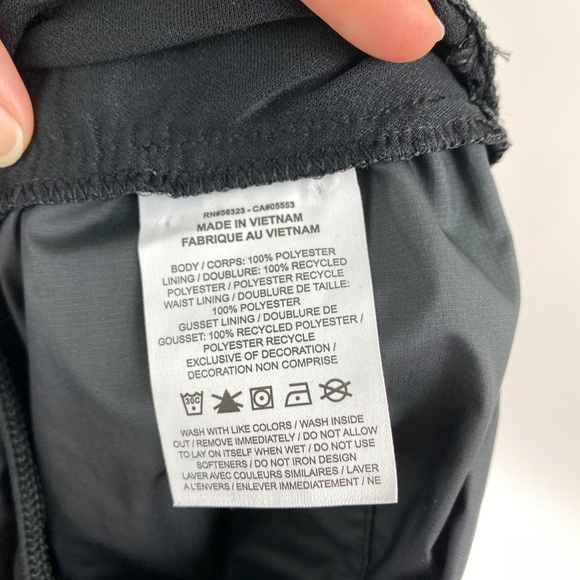 RN#56323 - CA#05553
MADE IN VIETNAM
FABRIQUE AU VIETNAM
BODY / CORPS: 100% POLYESTER
LINING / DOUBLURE: 100% RECYCLED
POLYESTER / POLYESTER RECYCLE
WAIST LINING / DOUBLURE DE TAILLE:
100% POLYESTER
GUSSET LINING / DOUBLURE DE
GOUSSET: 100% RECYCLED POLYESTER /
POLYESTER RECYCLE
EXCLUSIVE OF DECORATION /
DECORATION NON COMPRISE
30C
WASH WITH LIKE COLORS / WASH INSIDE
OUT / REMOVE IMMEDIATELY / DO NOT ALLOW
TO LAY ON ITSELF WHEN WET / DO NOT USE
SOFTENERS / DO NOT IRON DESIGN
LAVER AVEC COULEURS SIMILAIRES / LAVER
A L'ENVERS / ENLEVER IMMEDIATEMENT / NE